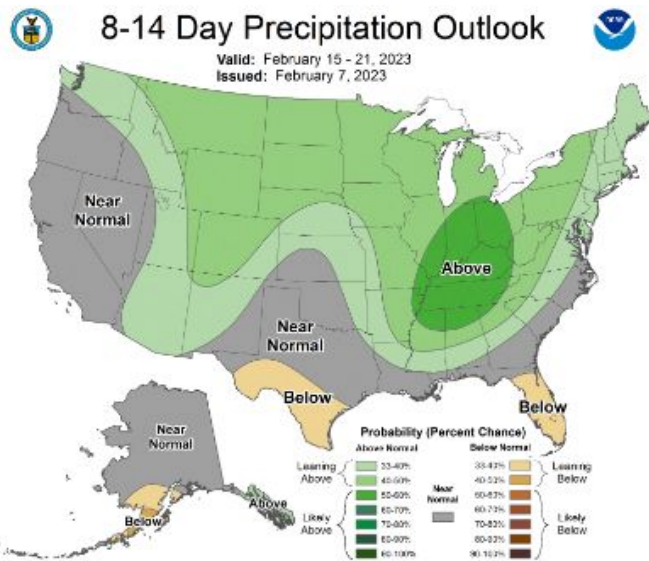 8-14 Day Precipitation Outlook
Valid: February 15 - 21, 2023
Issued: February 7, 2023
Near
Normal
Above
Near
Normal
Below
Below
Near
Normal
Below
Above
Probability (Percent Chance)
Above Normal
Below Normal
Leaning
Above
33-40%
40-50%
Likely
Above
50-60%
60-70%
70-80%
80-90%
Near
Normal
33-40%
40-50%
Leaning
Below
50-60%
60-70%
70-80%
80-90%
90-100%
Likely
Below